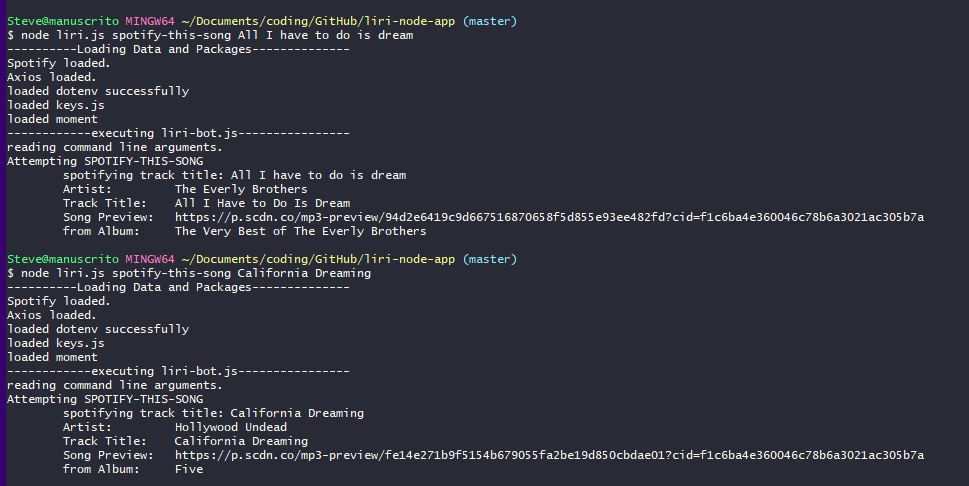 Steve@manuscrito MINGW64 ~/Documents/coding/GitHub/liri-node-app (master)
$ node liri.js spotify-this-song All I have to do is dream
----------Loading Data and Packages--------------
Spotify loaded.
Axios loaded.
loaded dotenv successfully
loaded keys.js
loaded moment
------------executing liri-bot.js----------------
reading command line arguments.
Attempting SPOTIFY-THIS-SONG
        spotifying track title: All I have to do is dream
        Artist:         The Everly Brothers
        Track Title:    All I Have to Do Is Dream
        Song Preview:   https://p.scdn.co/mp3-preview/94d2e6419c9d667516870658f5d855e93ee482fd?cid=f1c6ba4e360046c78b6a3021ac305b7a
        from Album:     The Very Best of The Everly Brothers

Steve@manuscrito MINGW64 ~/Documents/coding/GitHub/liri-node-app (master)
$ node liri.js spotify-this-song California Dreaming
----------Loading Data and Packages--------------
Spotify loaded.
Axios loaded.
loaded dotenv successfully
loaded keys.js
loaded moment
------------executing liri-bot.js----------------
reading command line arguments.
Attempting SPOTIFY-THIS-SONG
        spotifying track title: California Dreaming
        Artist:         Hollywood Undead
        Track Title:    California Dreaming
        Song Preview:   https://p.scdn.co/mp3-preview/fe14e271b9f5154b679055fa2be19d850cbdae01?cid=f1c6ba4e360046c78b6a3021ac305b7a
        from Album:     Five